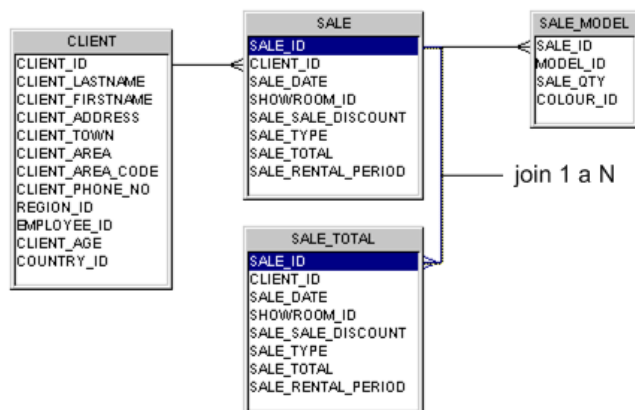 CLIENT
CLIENT_ID
CLIENT_LASTNAME
CLIENT_FIRSTNAME
CLIENT_ADDRESS
CLIENT_TOWN
CLIENT_AREA
CLIENT_AREA_CODE
CLIENT_PHONE_NO
REGION_ID
EMPLOYEE_ID
CLIENT_AGE
COUNTRY_ID
SALE
SALE_ID
CLIENT_ID
SALE_DATE
SHOWROOM_ID
SALE_SALE_DISCOUNT
SALE_TYPE
SALE_TOTAL
SALE_RENTAL_PERIOD
SALE_MODEL
SALE_ID
MODEL_ID
SALE_QTY
COLOUR_ID
join 1 a N
SALE_TOTAL
SALE_ID
CLIENT_ID
SALE_DATE
SHOWROOM_ID
SALE_SALE_DISCOUNT
SALE_TYPE
SALE_TOTAL
SALE_RENTAL_PERIOD